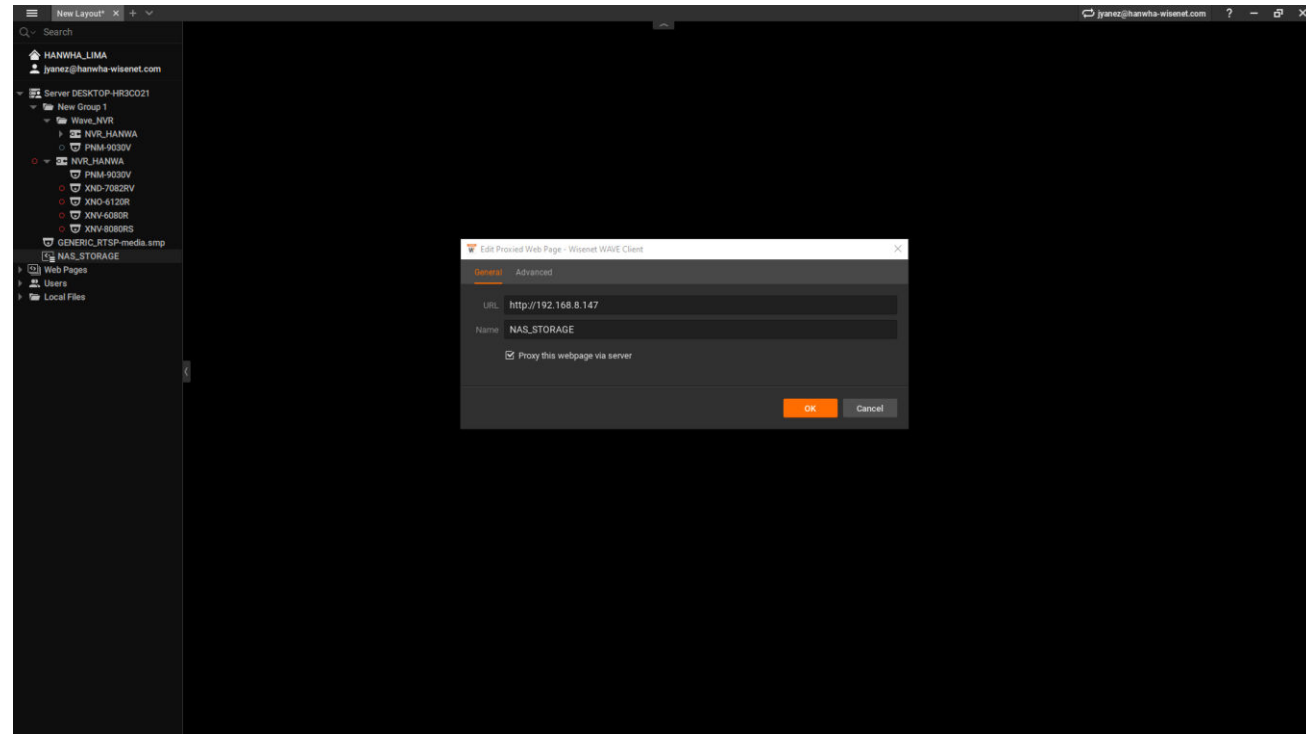 New Layout*
jyanez@hanwha-wisenet.com ?
Search
HANWHA_LIMA
jyanez@hanwha-wisenet.com
Server DESKTOP-HR3CO21
New Group 1
Wave_NVR
NVR_HANWA
PNM-9030V
NVR_HANWA
PNM-9030V
XND-7082RV
XNO-6120R
XNV-6080R
XNV-8080RS
GENERIC_RTSP-media.smp
NAS_STORAGE
Web Pages
Users
Local Files
W Edit Proxied Web Page - Wisenet WAVE Client
General Advanced
URL http://192.168.8.147
Name NAS_STORAGE
Proxy this webpage via server
OK Cancel